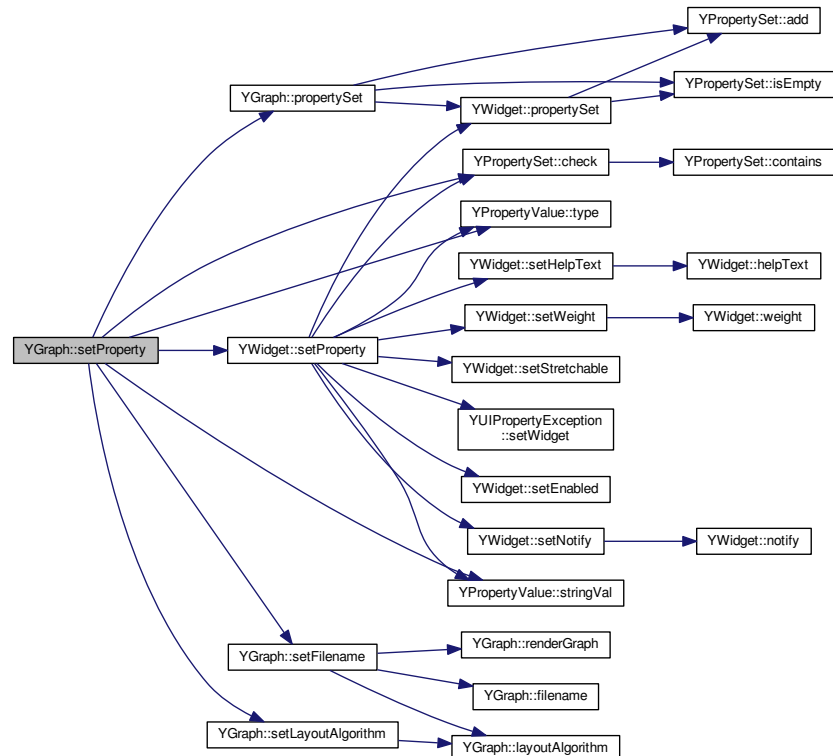 YPropertySet::add
YGraph::propertySet
YPropertySet::isEmpty
YWidget::propertySet
YPropertySet::check
YPropertySet::contains
YPropertyValue::type
YWidget::setHelpText
YWidget::helpText
YWidget::setWeight
YWidget::weight
YGraph::setProperty
YWidget::setProperty
YWidget::setStretchable
YUIPropertyException
::setWidget
YWidget::setEnabled
YWidget::setNotify
YWidget::notify
YPropertyValue::stringVal
YGraph::setFilename
YGraph::renderGraph
YGraph::filename
YGraph::setLayoutAlgorithm
YGraph::layoutAlgorithm